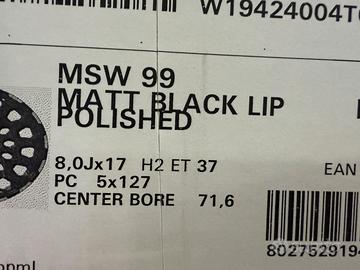 W19424004T
MSW 99
MATT BLACK LIP
POLISHED
8,0Jx17 H2 ET 37
PC 5x127
EAN
CENTER BORE 71,6
802752919